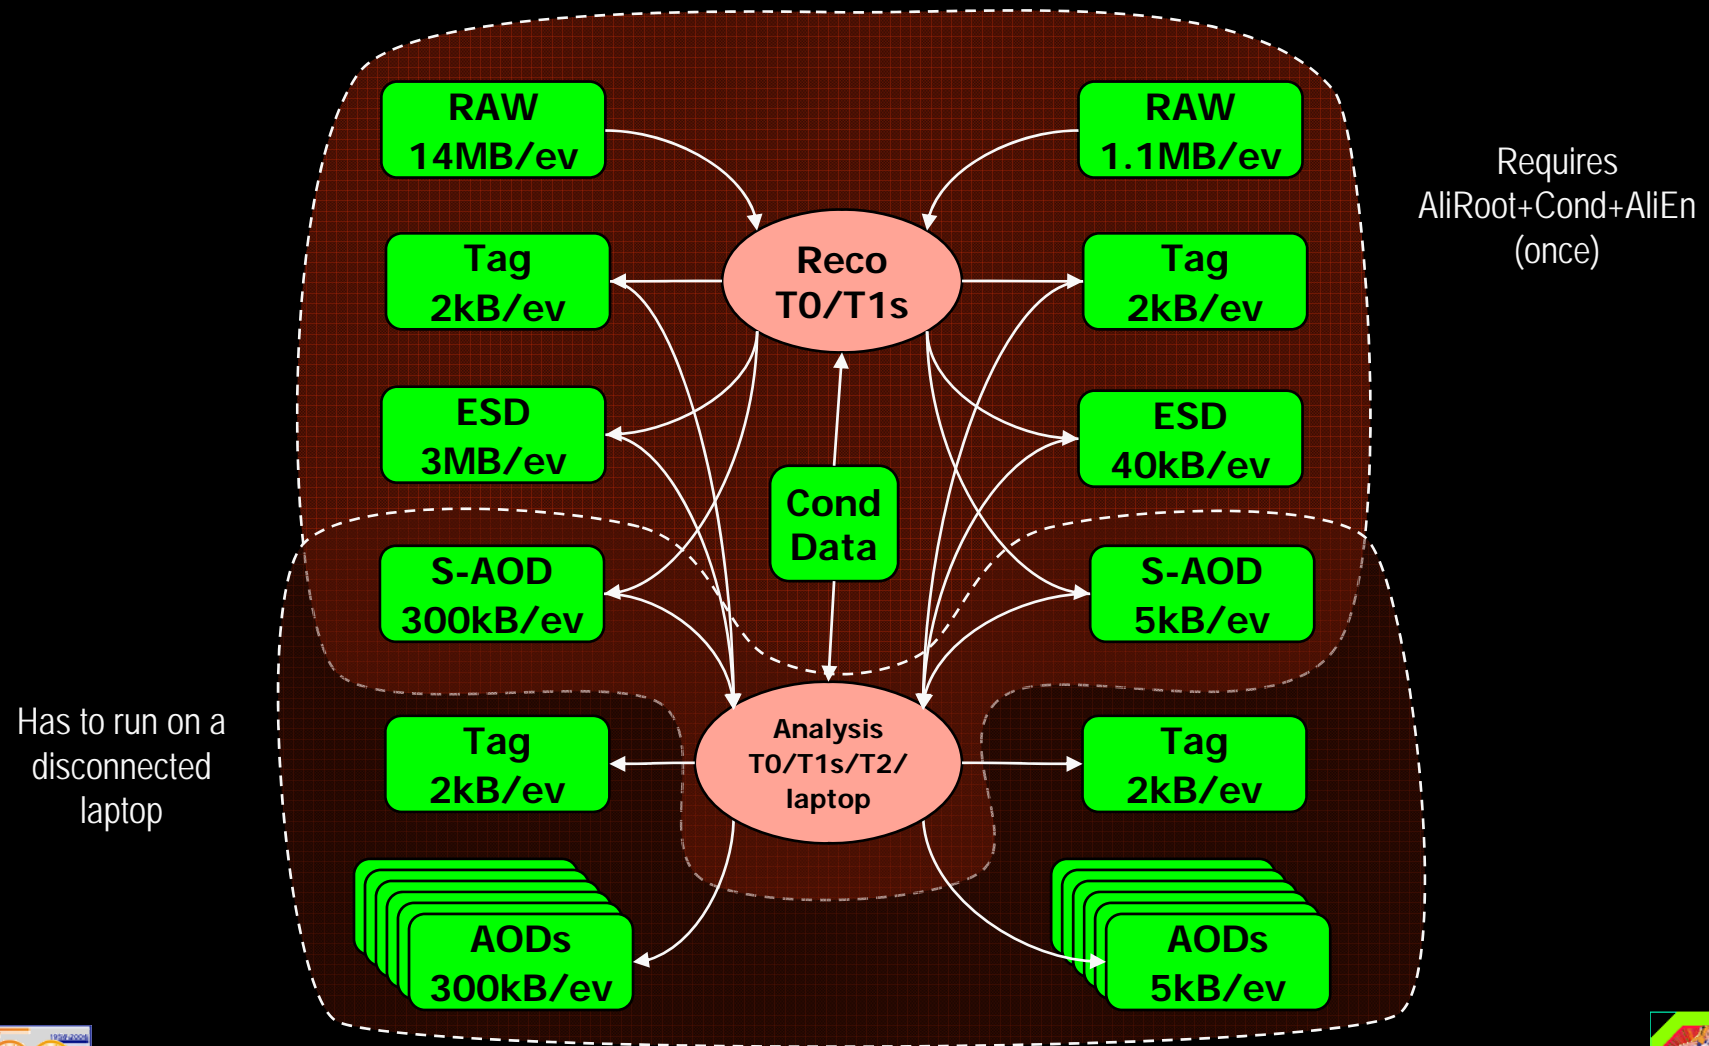 RAW
14MB/ev
RAW
1.1MB/ev
Requires
AliRoot+Cond+AliEn
(once)
Tag
2kB/ev
Reco
T0/T1s
Tag
2kB/ev
ESD
3MB/ev
ESD
40kB/ev
Cond
Data
S-AOD
300kB/ev
S-AOD
5kB/ev
Has to run on a
disconnected
laptop
Tag
2kB/ev
Analysis
T0/T1s/T2/
laptop
Tag
2kB/ev
AODs
300kB/ev
AODs
5kB/ev